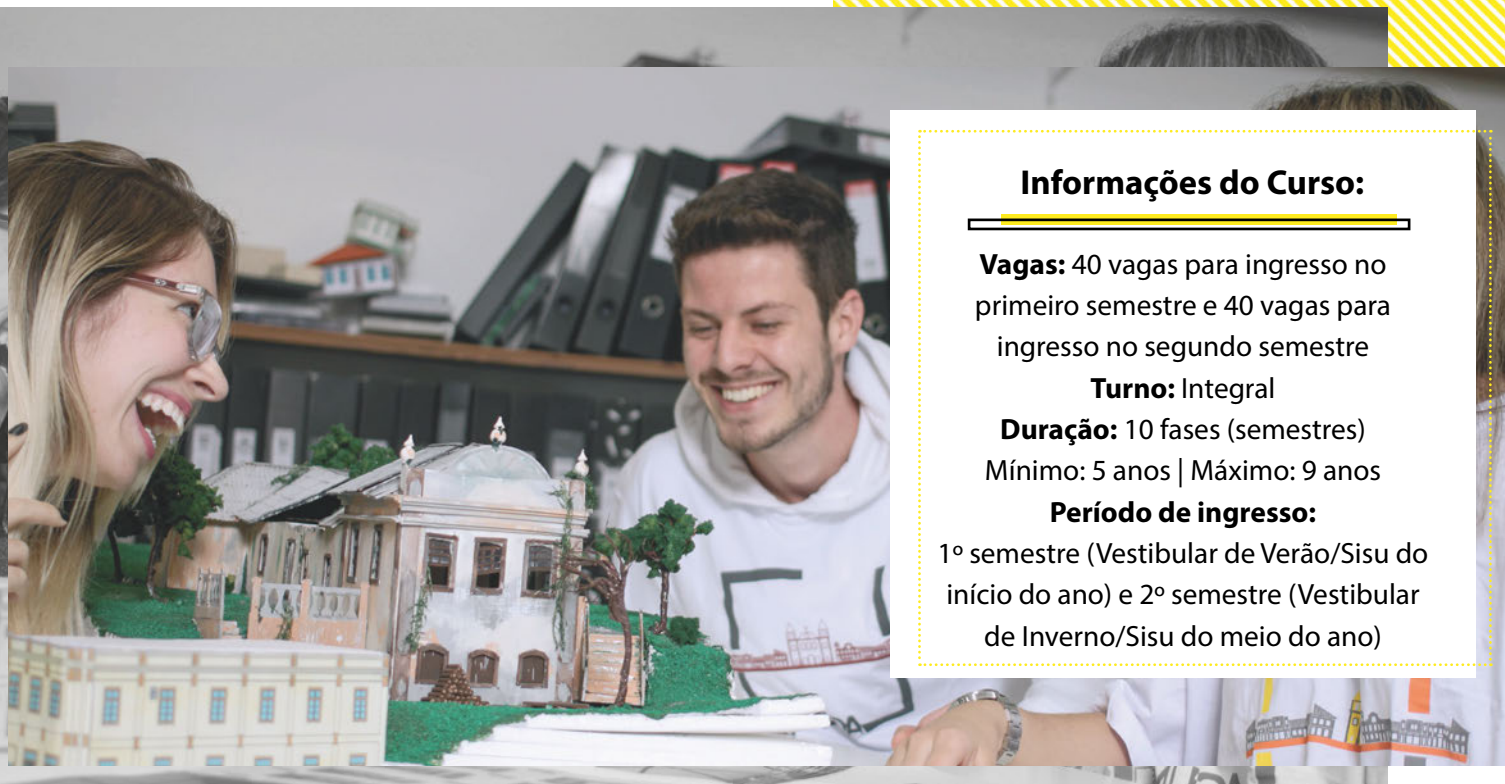 Informações do Curso:
Vagas: 40 vagas para ingresso no
primeiro semestre e 40 vagas para
ingresso no segundo semestre
Turno: Integral
Duração: 10 fases (semestres)
Mínimo: 5 anos | Máximo: 9 anos
Período de ingresso:
1º semestre (Vestibular de Verão/Sisu do
início do ano) e 2º semestre (Vestibular
de Inverno/Sisu do meio do ano)